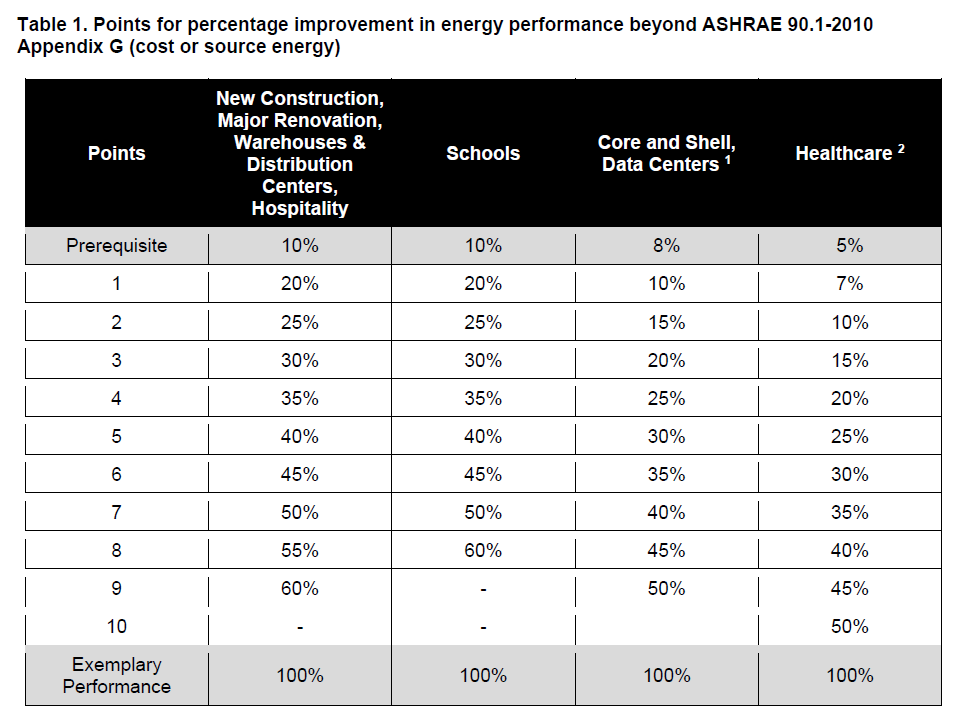 Table 1. Points for percentage improvement in energy performance beyond ASHRAE 90.1-2010
Appendix G (cost or source energy)
Points
New Construction,
Major Renovation,
Warehouses &
Distribution
Centers,
Hospitality
Schools
Core and Shell,
Data Centers 1
Healthcare 2
Prerequisite 10% 10% 8% 5%
1 20% 20% 10% 7%
2 25% 25% 15% 10%
3 30% 30% 20% 15%
4 35% 35% 25% 20%
5 40% 40% 30% 25%
6 45% 45% 35% 30%
7 50% 50% 40% 35%
8 55% 60% 45% 40%
9 60% - 50% 45%
10 - - 50%
Exemplary
Performance 100% 100% 100% 100%